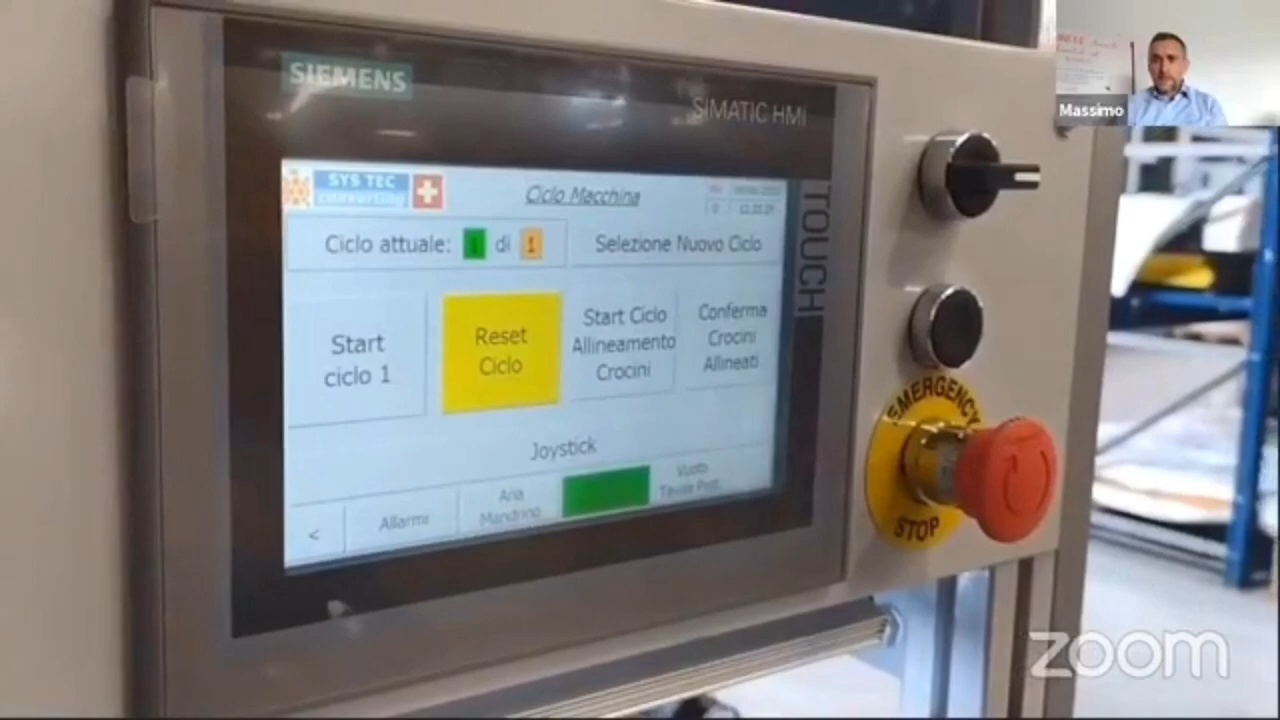 SIEMENS
SIMATIC HMI
TOUCH
SYS TEC
converting
Ciclo Macchina
Ciclo attuale: 1 di 1
Selezione Nuovo Ciclo
Start
ciclo 1
Reset
Ciclo
Start Ciclo
Allineamento
Crocini
Conferma
Crocini
Allineati
Joystick
<
Allarmi
Aria
Mandrino
Vuoto
EMERGENCY
STOP
Massimo
zoom